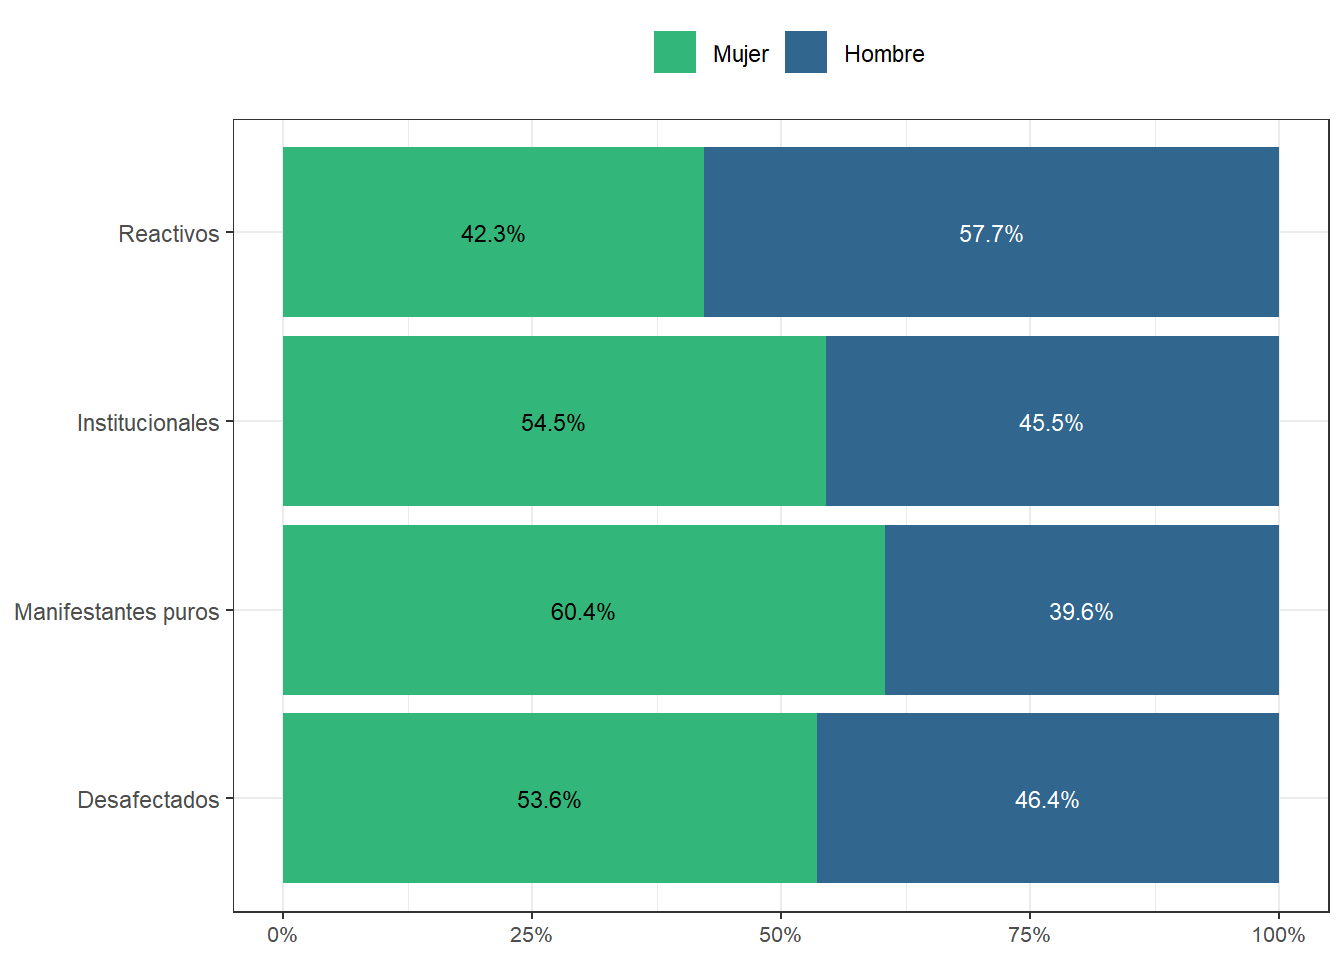 Mujer Hombre
Reactivos 42.3% 57.7%
Institucionales 54.5% 45.5%
Manifestantes puros 60.4% 39.6%
Desafectados 53.6% 46.4%
0% 25% 50% 75% 100%